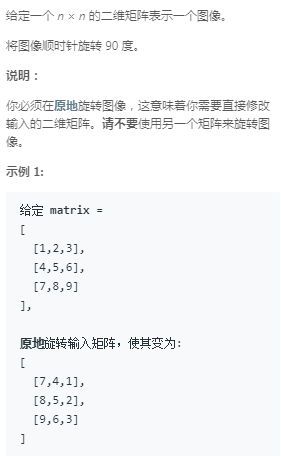 给定一个 n × n 的二维矩阵表示一个图像。
将图像顺时针旋转 90 度。
说明：
你必须在原地旋转图像，这意味着你需要直接修改
输入的二维矩阵。请不要使用另一个矩阵来旋转图
像。
示例 1:
给定 matrix =
[
[1,2,3],
[4,5,6],
[7,8,9]
],
原地旋转输入矩阵，使其变为:
[
[7,4,1],
[8,5,2],
[9,6,3]
]